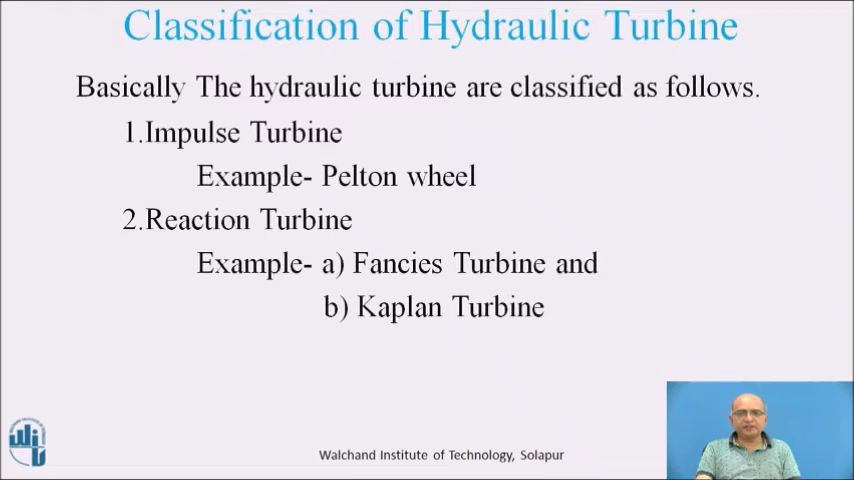 Classification of Hydraulic Turbine
Basically The hydraulic turbine are classified as follows.
1.Impulse Turbine
Example- Pelton wheel
2.Reaction Turbine
Example- a) Fancies Turbine and
b) Kaplan Turbine
Walchand Institute of Technology, Solapur